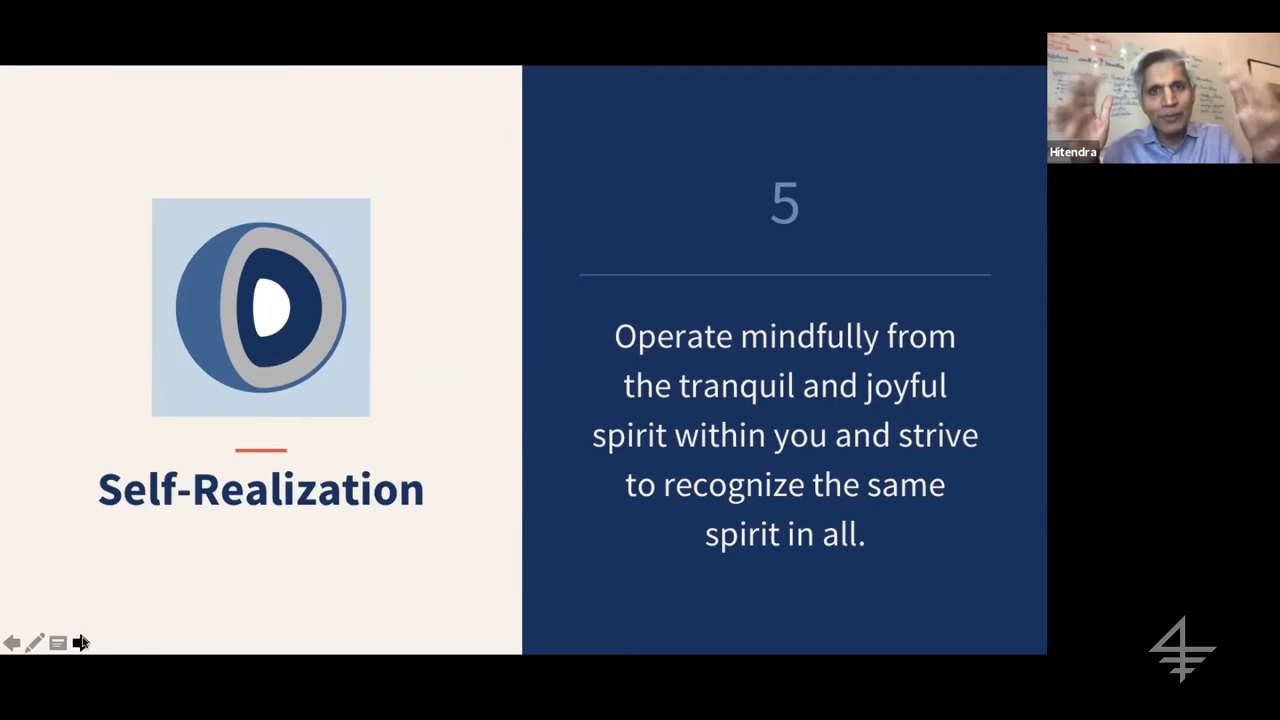 Self-Realization
5
Operate mindfully from
the tranquil and joyful
spirit within you and strive
to recognize the same
spirit in all.
Hitendra